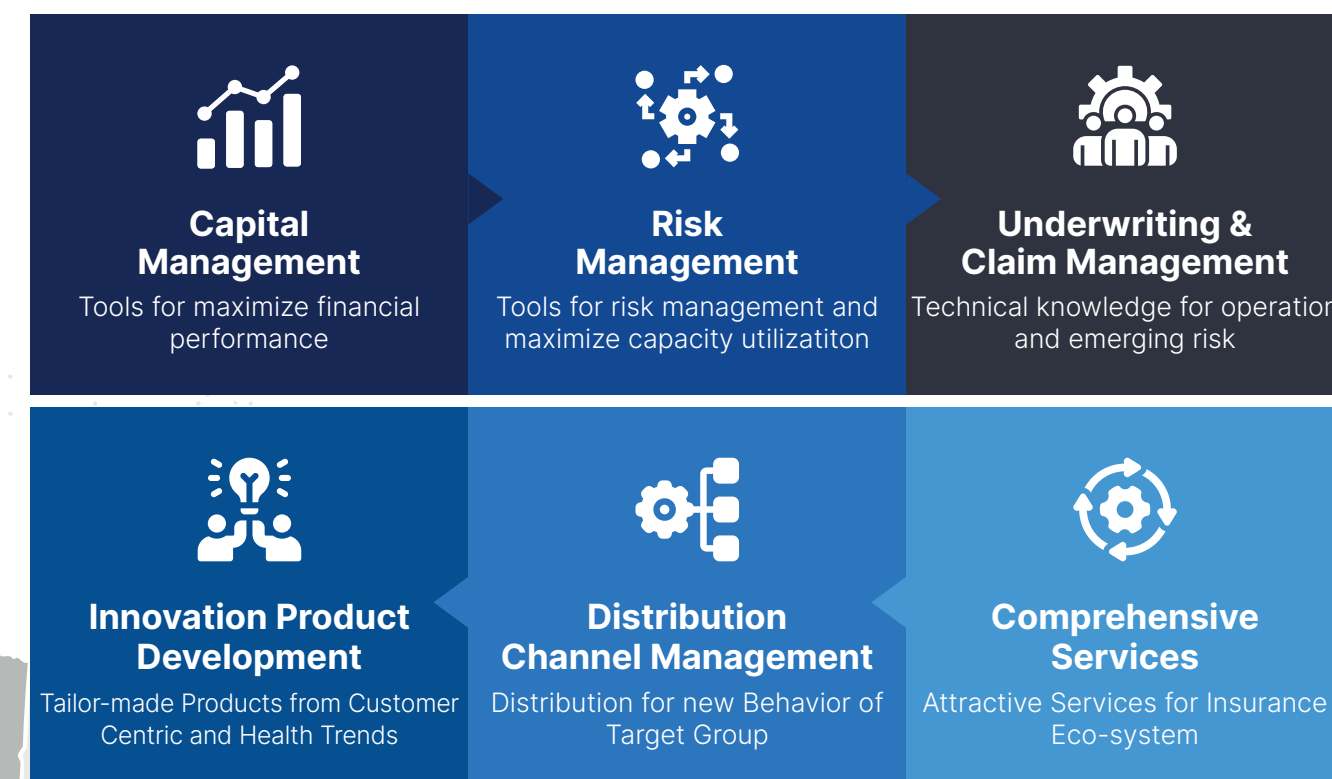 Capital
Management
Tools for maximize financial
performance
Risk
Management
Tools for risk management and
maximize capacity utilizatiton
Underwriting &
Claim Management
Technical knowledge for operation
and emerging risk
Innovation Product
Development
Tailor-made Products from Customer
Centric and Health Trends
Distribution
Channel Management
Distribution for new Behavior of
Target Group
Comprehensive
Services
Attractive Services for Insurance
Eco-system